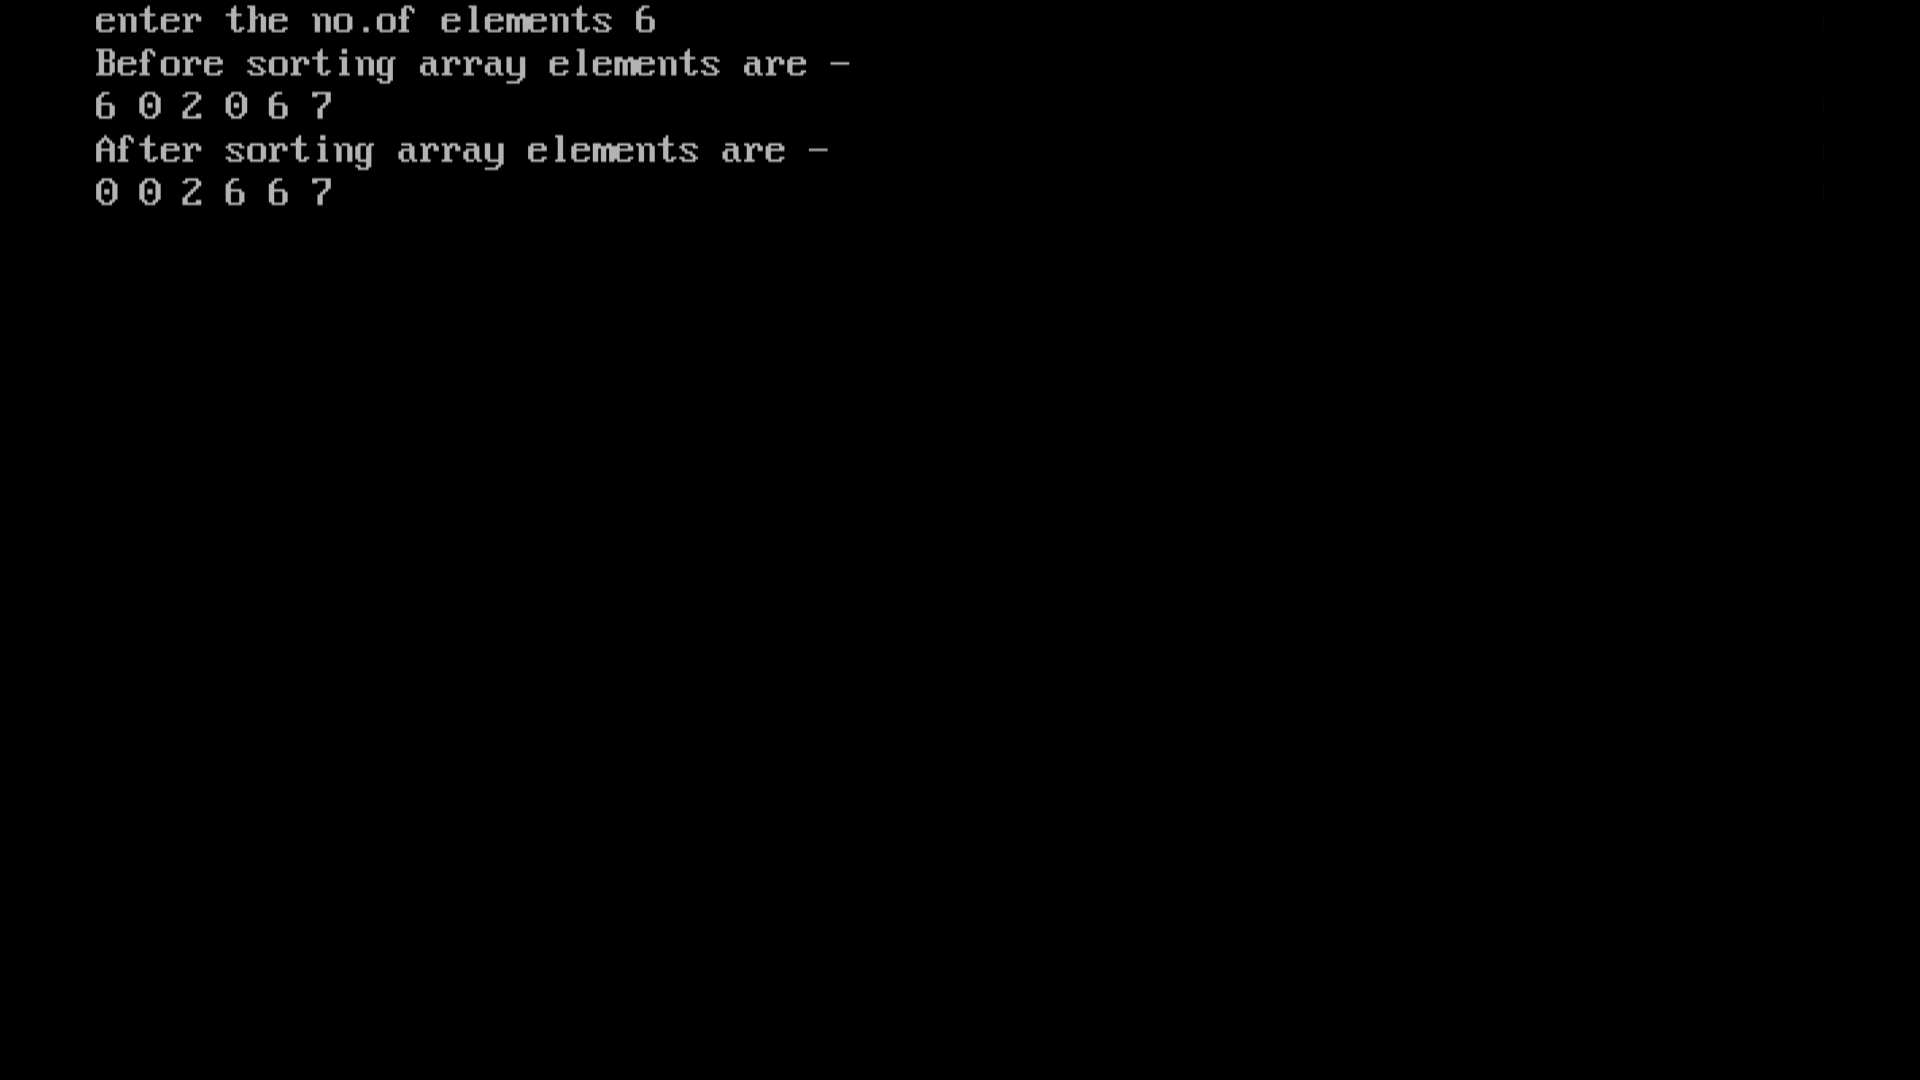 enter the no.of elements 6
Before sorting array elements are -
6 0 2 0 6 7
After sorting array elements are -
0 0 2 6 6 7